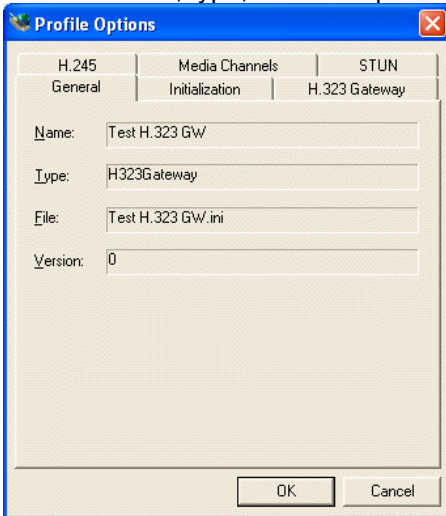 Profile Options
H.245 Media Channels STUN
General Initialization H.323 Gateway
Name: Test H.323 GW
Type: H323Gateway
File: Test H.323 GW.ini
Version: 0
OK Cancel